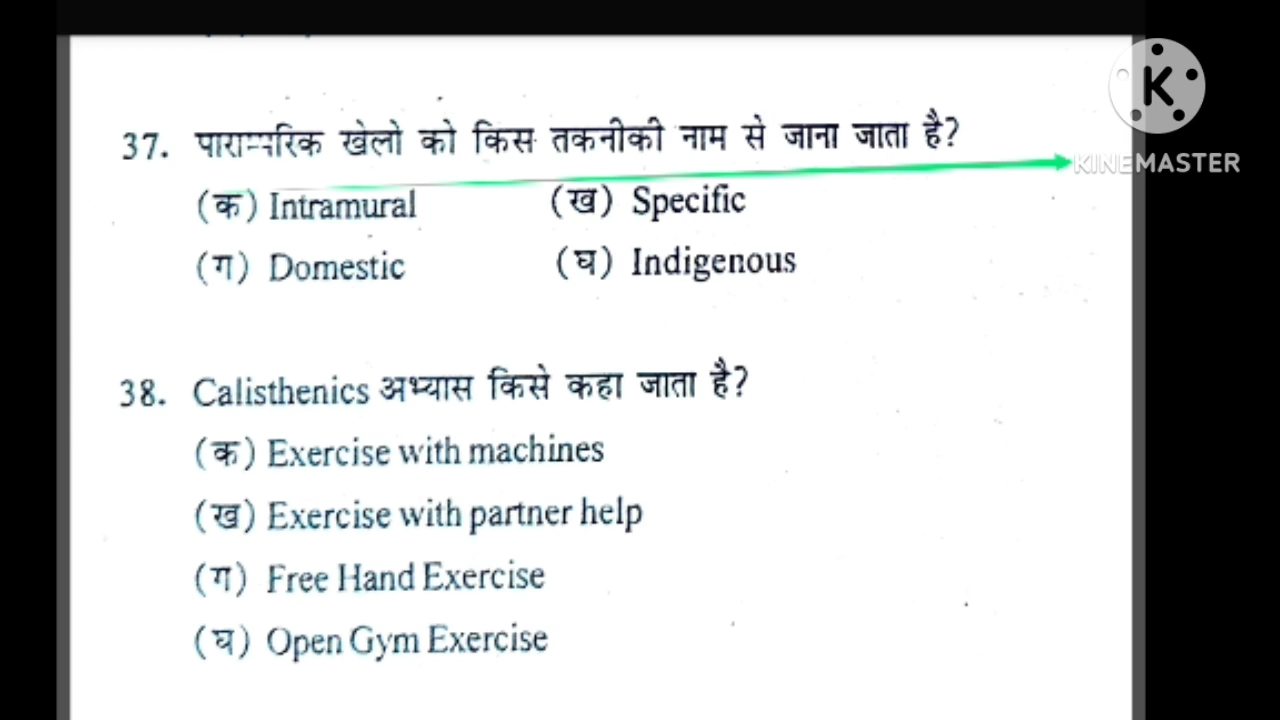 37. पाराम्परिक खेलो को किस तकनीकी नाम से जाना जाता है?
KINEMASTER
(क) Intramural (ख) Specific
(ग) Domestic (घ) Indigenous
38. Calisthenics अभ्यास किसे कहा जाता है?
(क) Exercise with machines
(ख) Exercise with partner help
(ग) Free Hand Exercise
(घ) Open Gym Exercise